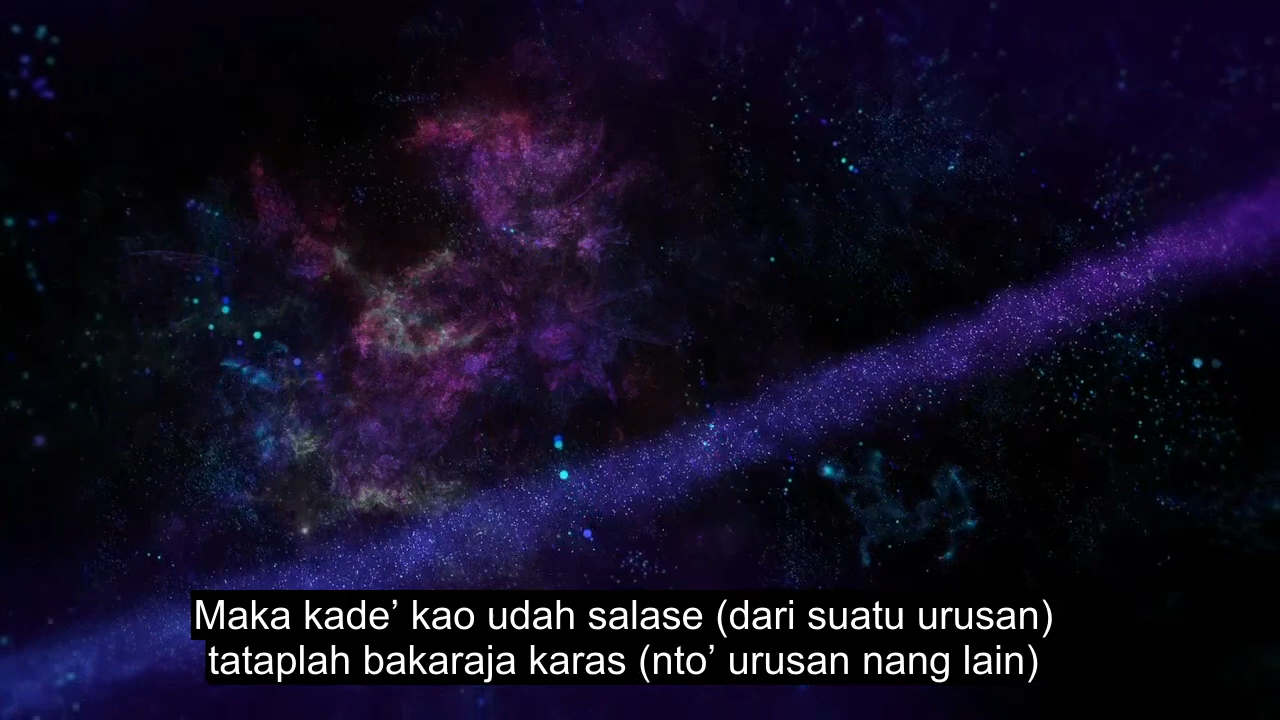 Maka kade’ kao udah salase (dari suatu urusan)
tataplah bakaraja karas (nto’ urusan nang lain)